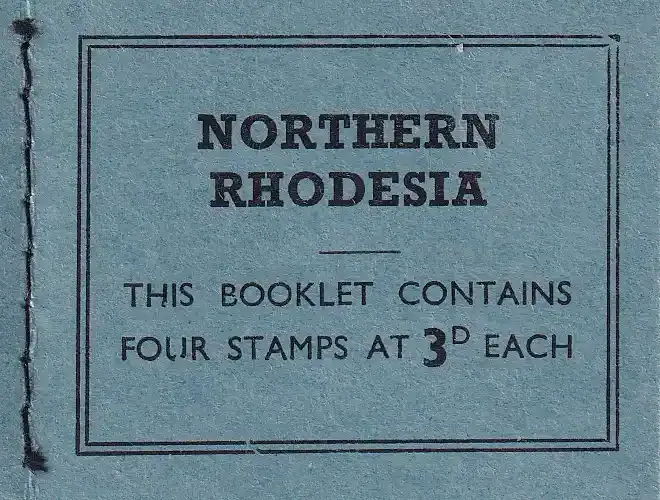 NORTHERN
RHODESIA
THIS BOOKLET CONTAINS
FOUR STAMPS AT 3D EACH